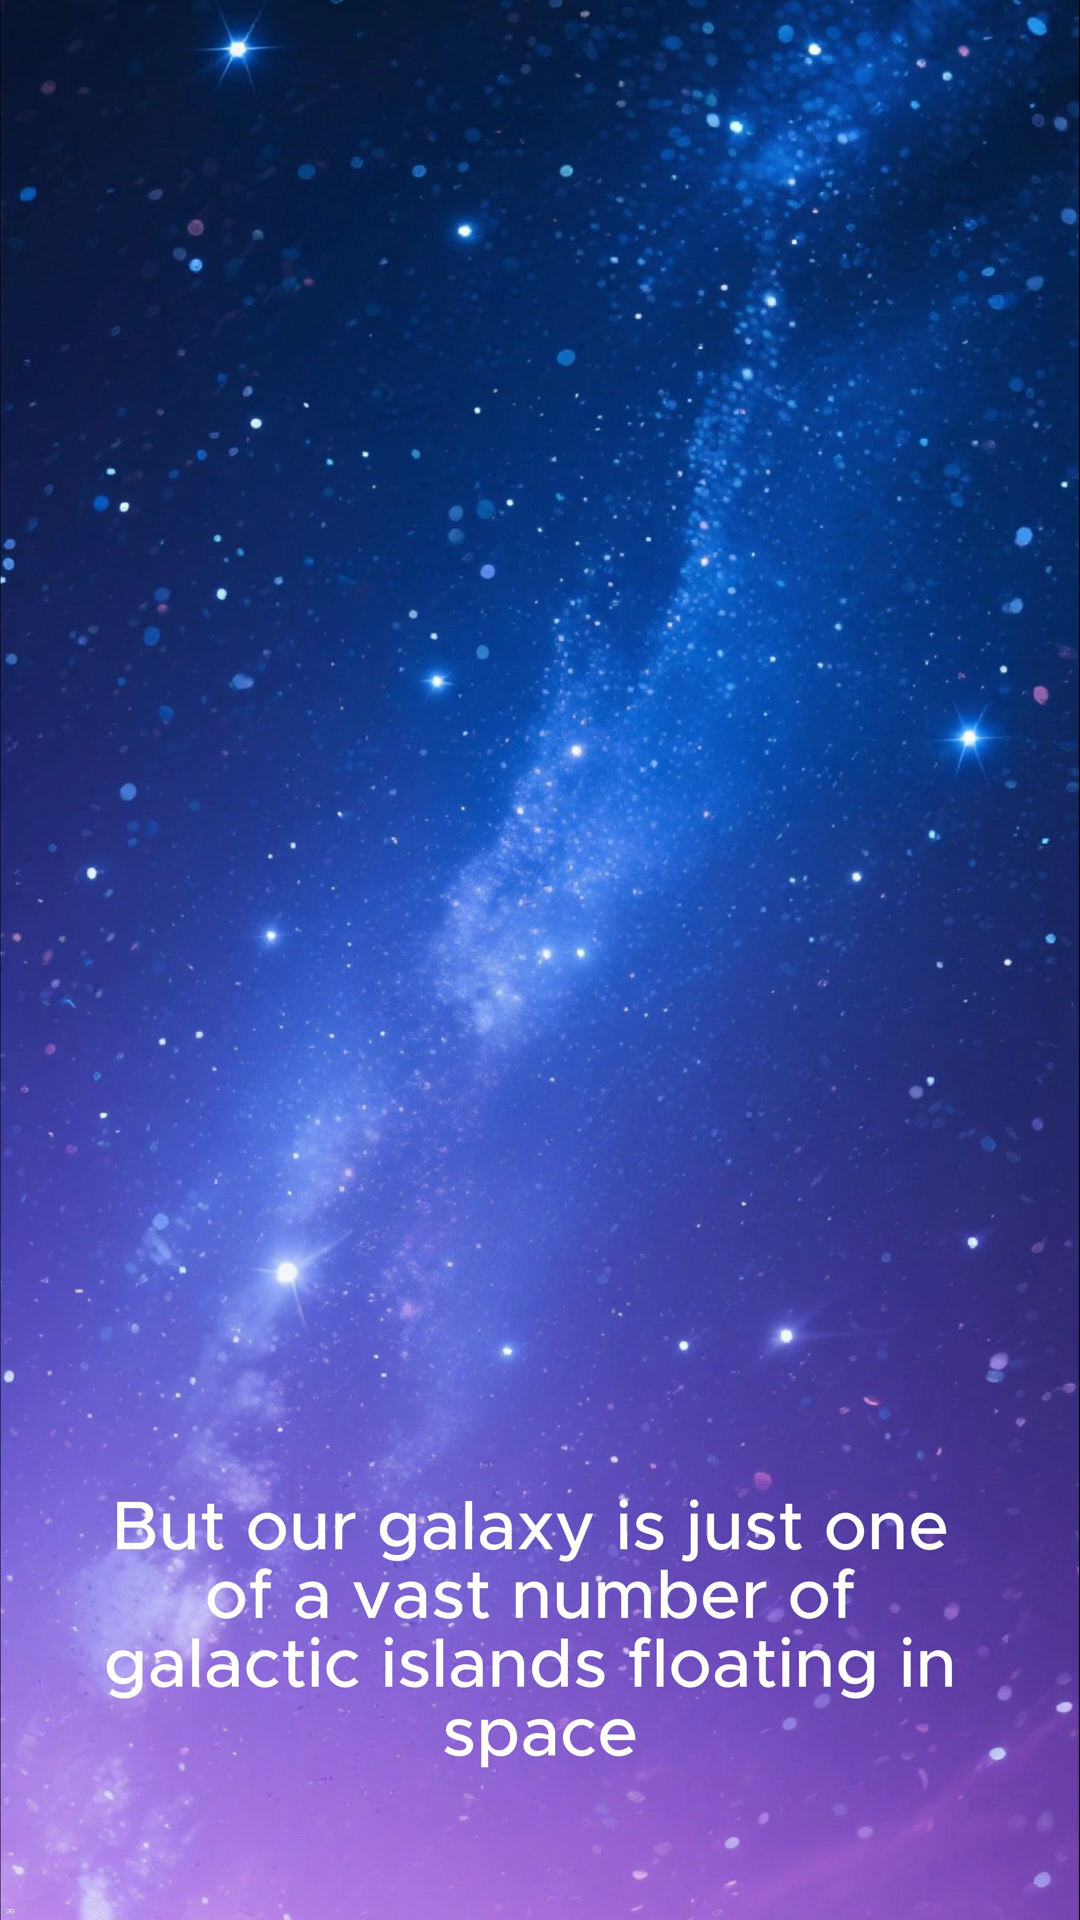 But our galaxy is just one
of a vast number of
galactic islands floating in
space